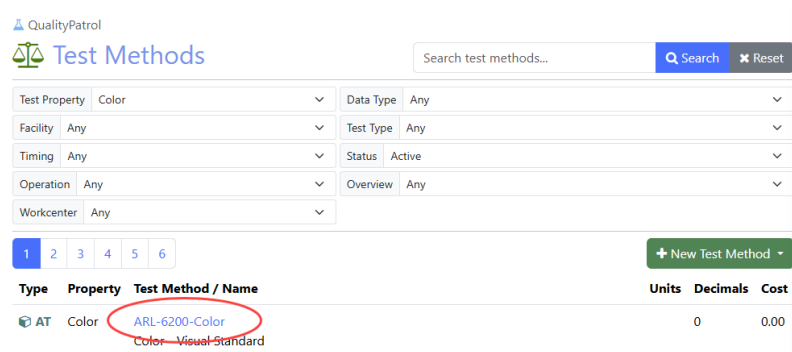 QualityPatrol
Test Methods
Search test methods...
Search
Reset
Test Property Color
Data Type Any
Facility Any
Test Type Any
Timing Any
Status Active
Operation Any
Overview Any
Workcenter Any
1 2 3 4 5 6
New Test Method
Type Property Test Method / Name Units Decimals Cost
AT Color ARL-6200-Color 0 0.00
Color - Visual Standard